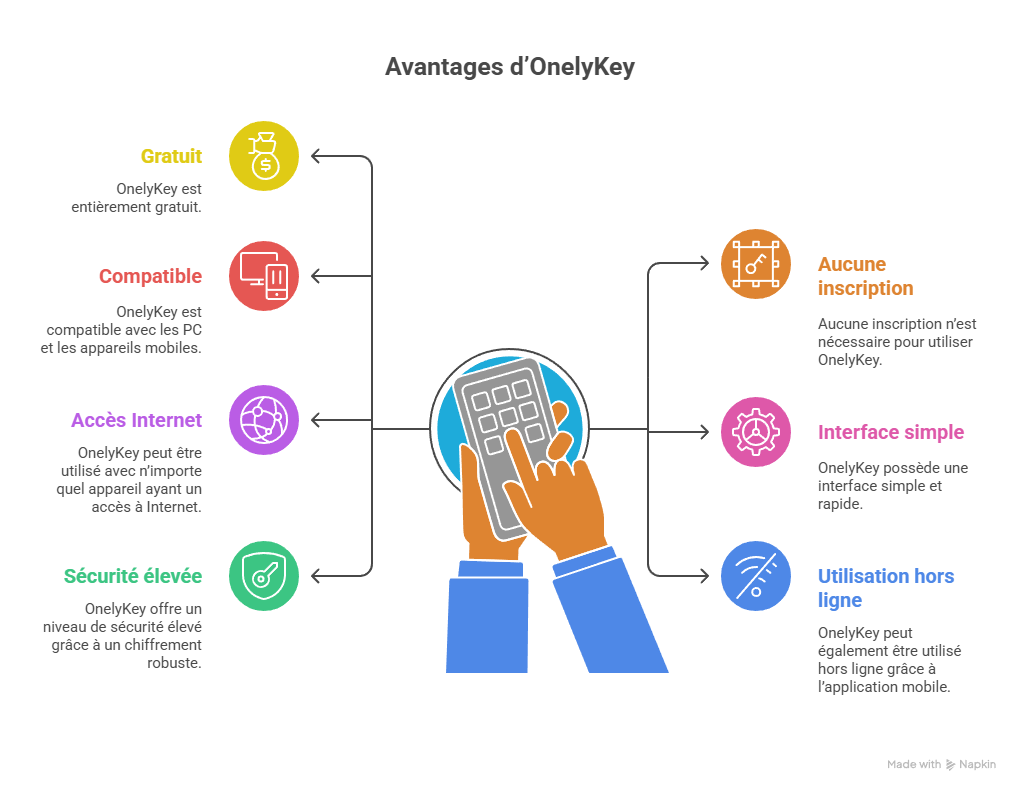 Avantages d'OnelyKey
Gratuit
OnelyKey est
entièrement gratuit.
Compatible
OnelyKey est
compatible avec les PC
et les appareils mobiles.
Accès Internet
OnelyKey peut être
utilisé avec n'importe
quel appareil ayant un
accès à Internet.
Sécurité élevée
OnelyKey offre un
niveau de sécurité élevé
grâce à un chiffrement
robuste.
Aucune
inscription
Aucune inscription n'est
nécessaire pour utiliser
OnelyKey.
Interface simple
OnelyKey possède une
interface simple et
rapide.
Utilisation hors
ligne
OnelyKey peut
également être utilisé
hors ligne grâce à
l'application mobile.
Made with Napkin